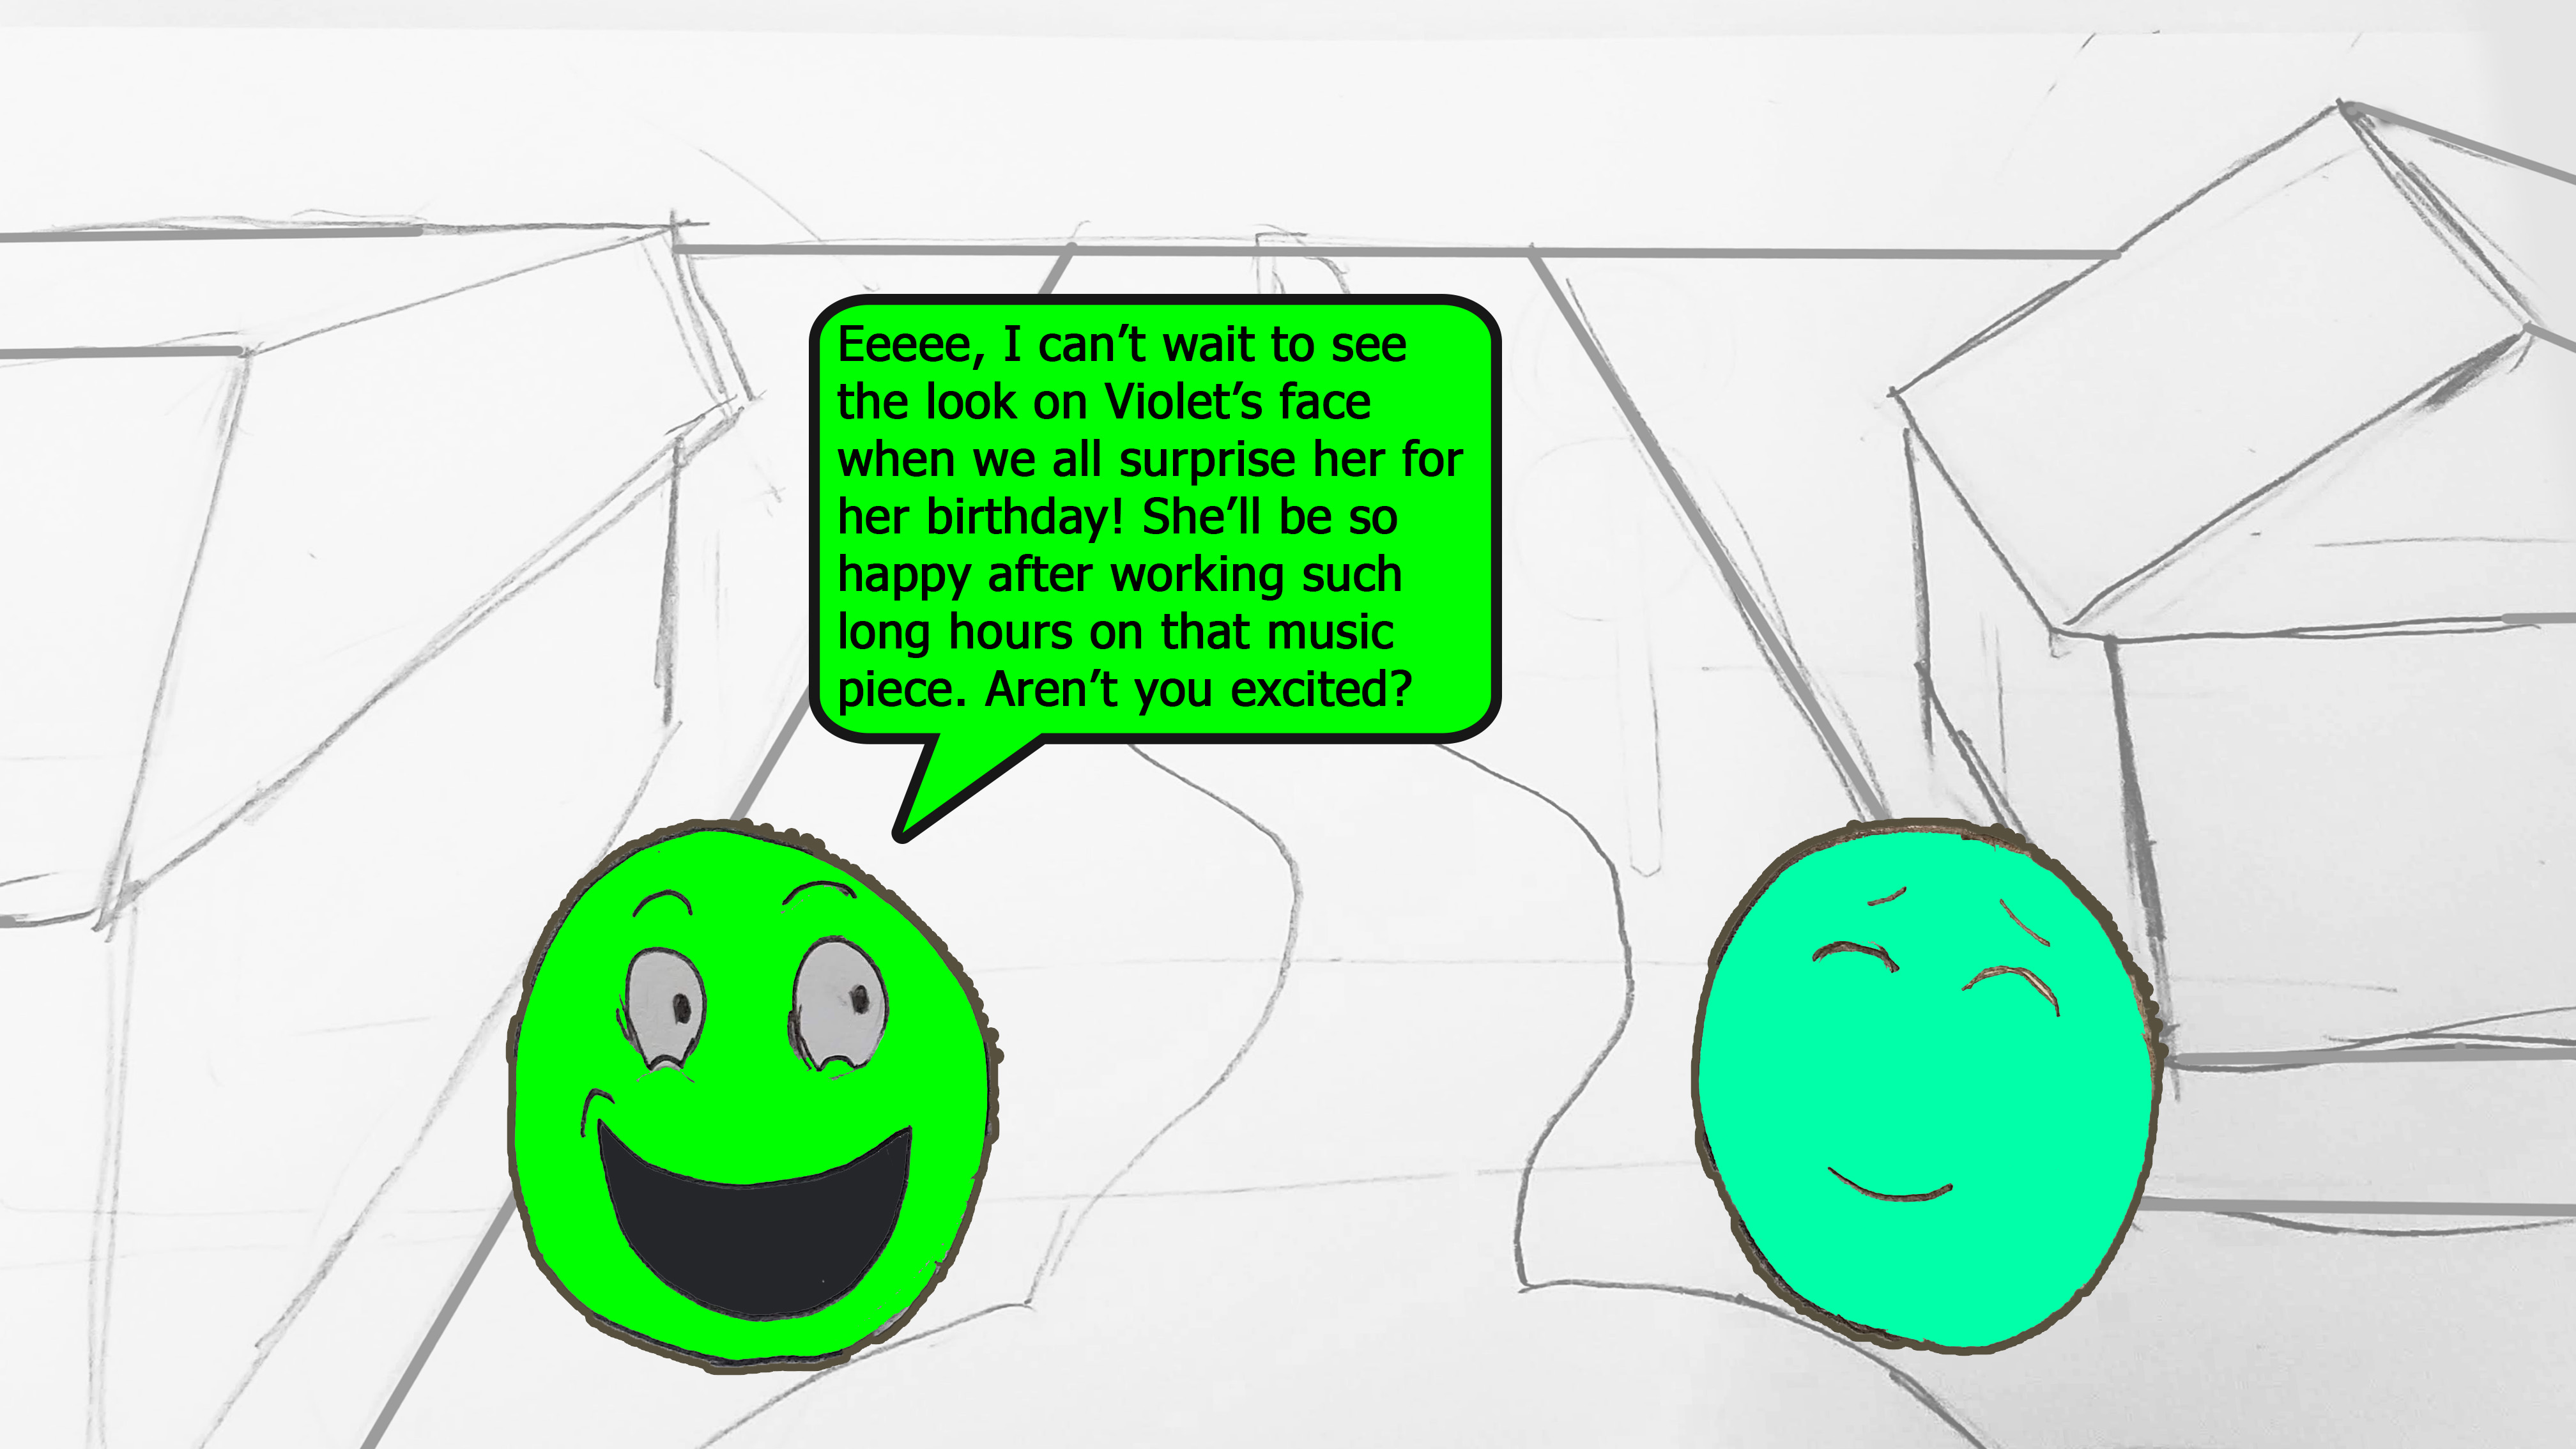 Eeeee, I can’t wait to see
the look on Violet’s face
when we all surprise her for
her birthday! She’ll be so
happy after working such
long hours on that music
piece. Aren’t you excited?